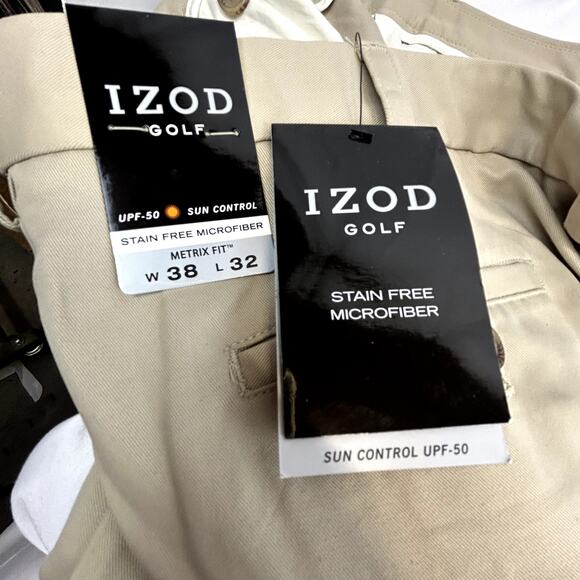 IZOD
GOLF
UPF-50 SUN CONTROL
STAIN FREE MICROFIBER
METRIX FIT™
W 38 L 32
IZOD
GOLF
STAIN FREE
MICROFIBER
SUN CONTROL UPF-50